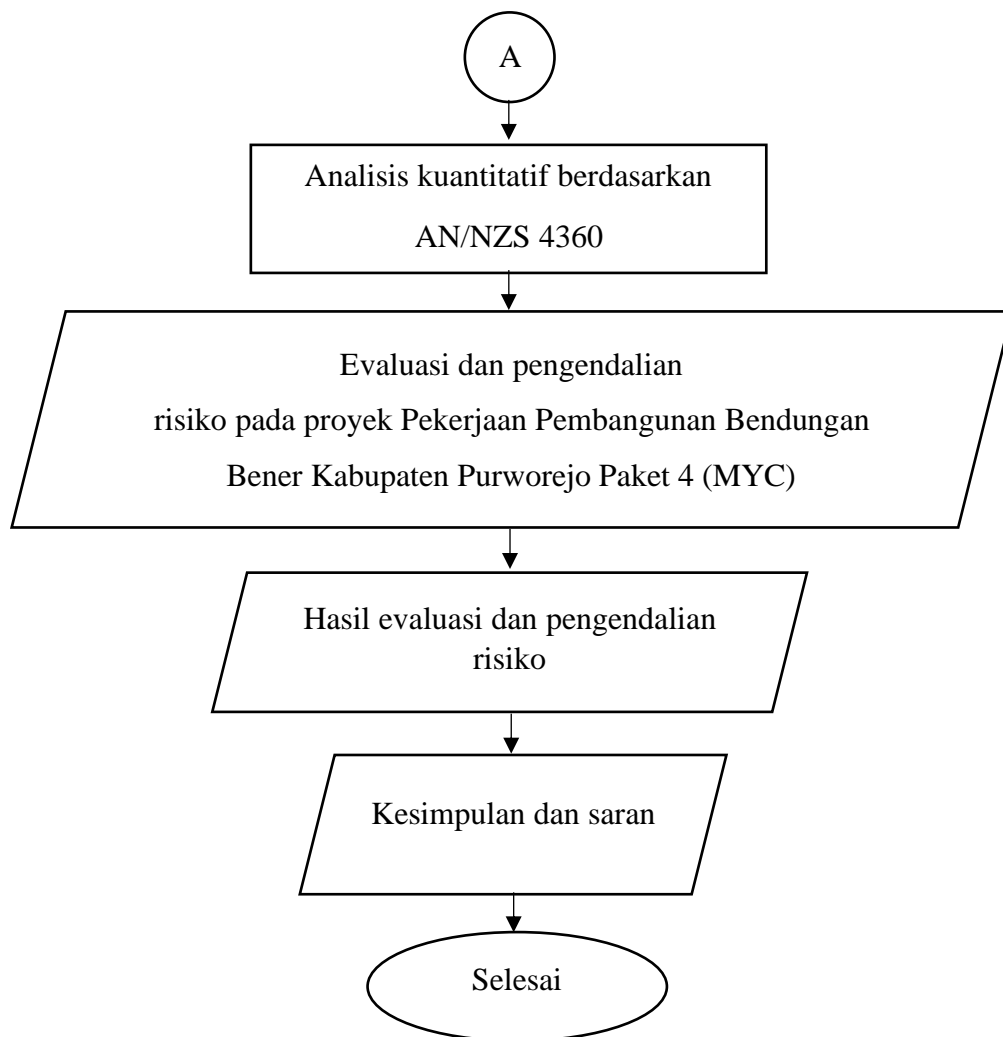 A
Analisis kuantitatif berdasarkan
AN/NZS 4360
Evaluasi dan pengendalian
risiko pada proyek Pekerjaan Pembangunan Bendungan
Bener Kabupaten Purworejo Paket 4 (MYC)
Hasil evaluasi dan pengendalian
risiko
Kesimpulan dan saran
Selesai